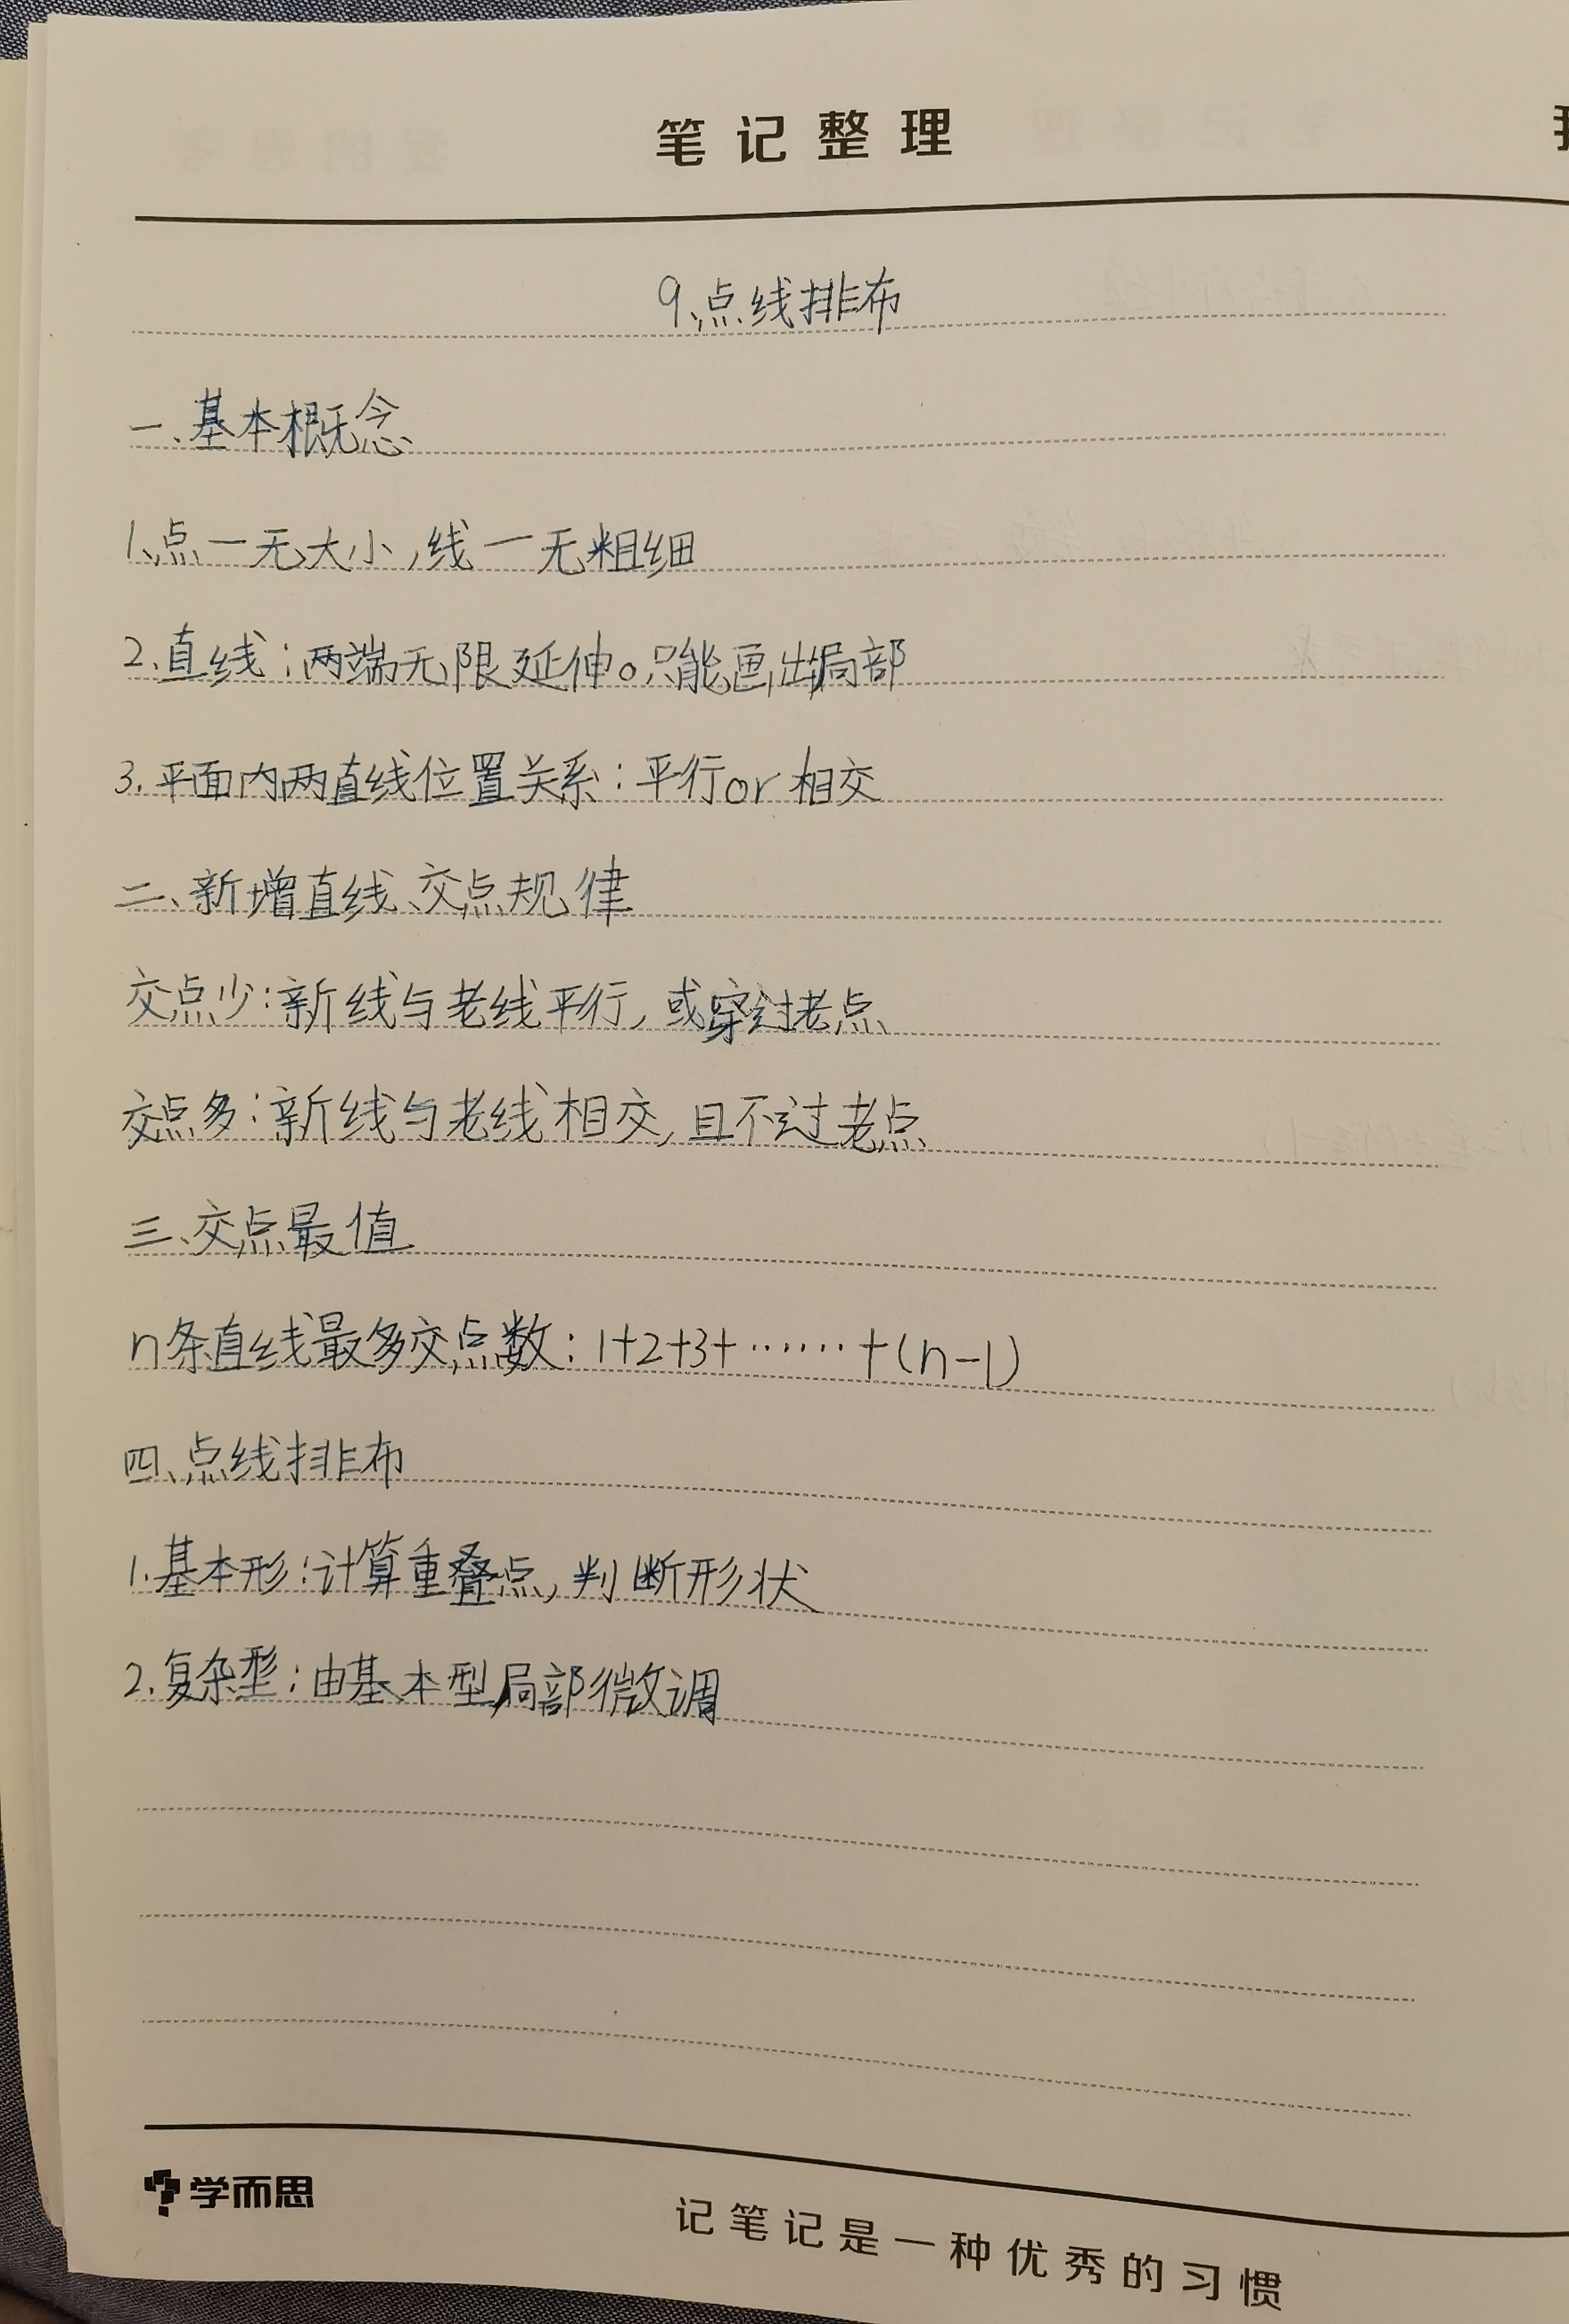 笔记整理
9、点线排布
一、基本概念
1、点一无大小,线一无粗细
2、直线:两端无限延伸。只能画出局部
3.平面内两直线位置关系:平行or相交
二、新增直线、交点规律
交点少:新线与老线平行,或穿过老点
交点多:新线与老线相交,且不过老点
三、交点最值
n条直线最多交点数:1+2+3+……+(n-1)
四、点线排布
1.基本形:计算重叠点,判断形状
2.复杂型:由基本型局部微调
学而思
记笔记是一种优秀的习惯